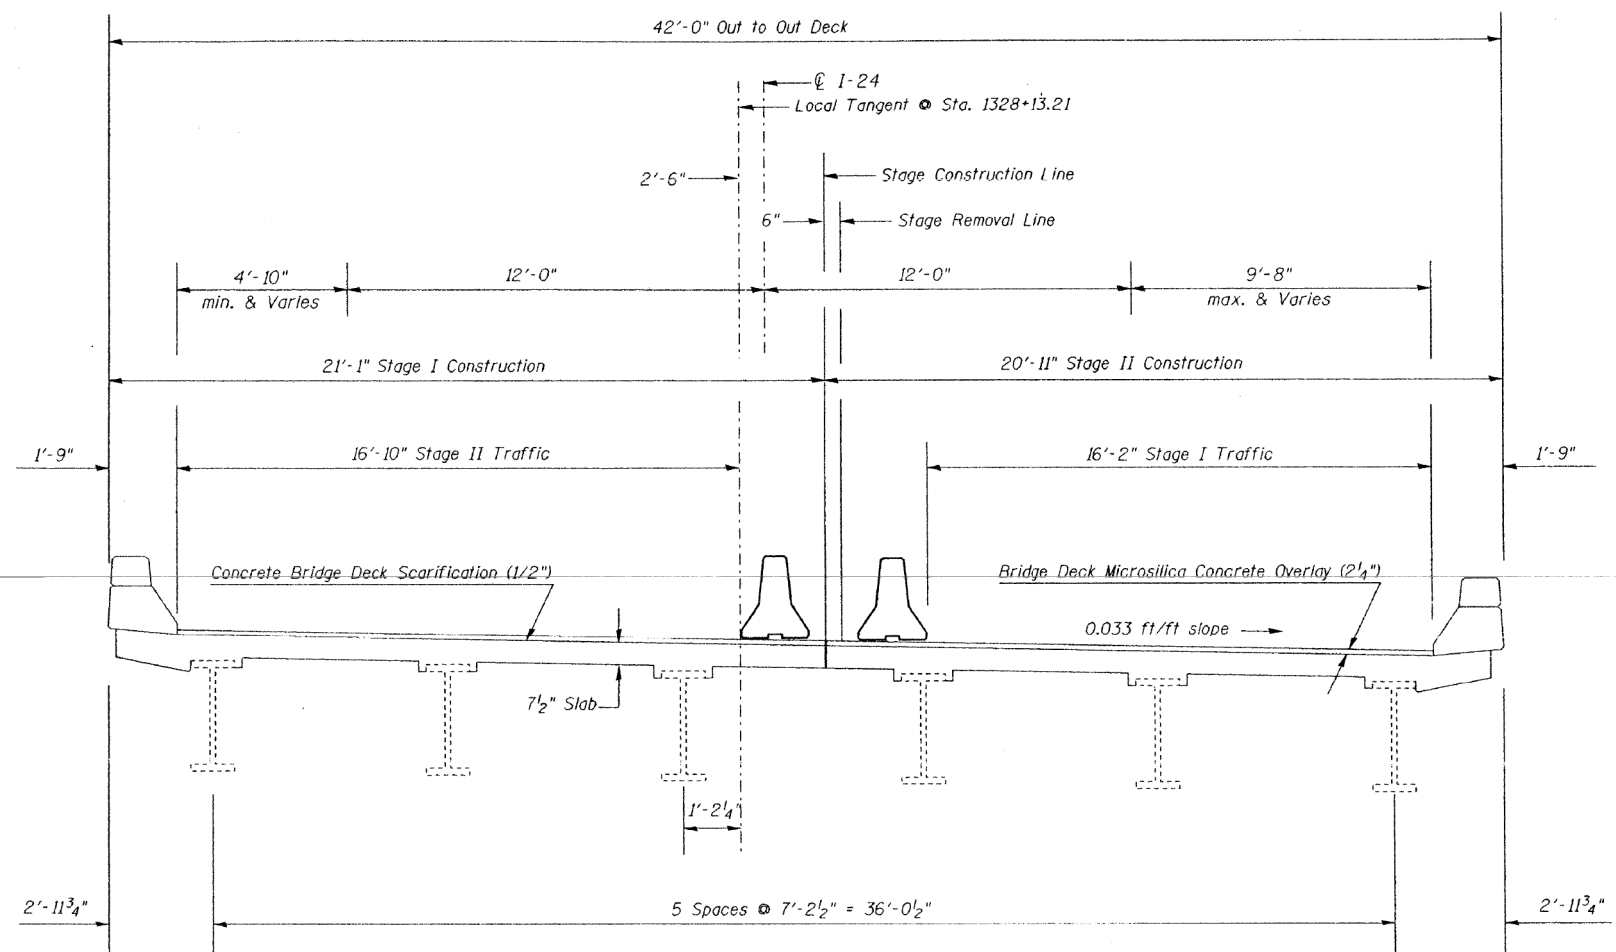 42'-0" Out to Out Deck
℄ I-24
Local Tangent @ Sta. 1328+13.21
2'-6"
Stage Construction Line
6"
Stage Removal Line
4'-10"
12'-0"
12'-0"
9'-8"
min. & Varies
max. & Varies
21'-1" Stage I Construction
20'-11" Stage II Construction
1'-9"
16'-10" Stage II Traffic
16'-2" Stage I Traffic
1'-9"
Concrete Bridge Deck Scarification (1/2")
Bridge Deck Microsilica Concrete Overlay (2¼")
0.033 ft/ft slope
7½" Slab
1'-2¼"
2'-11¾"
5 Spaces @ 7'-2½" = 36'-0½"
2'-11¾"